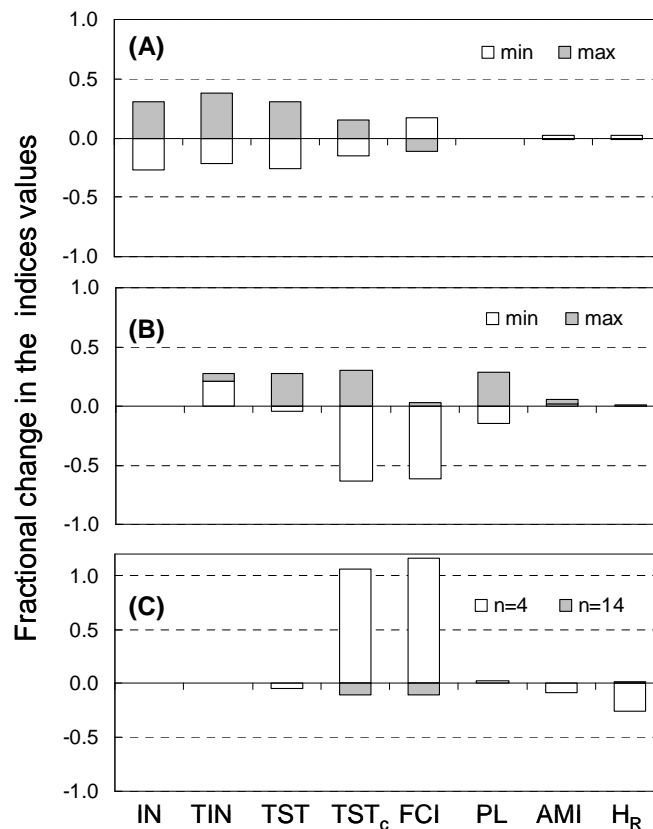 Fractional change in the indices values
1.0
(A)
min max
0.5
0.0
-0.5
-1.0
1.0
(B)
min max
0.5
0.0
-0.5
-1.0
1.0
(C)
n=4 n=14
0.5
0.0
-0.5
-1.0
IN TIN TST TSTc FCI PL AMI HR